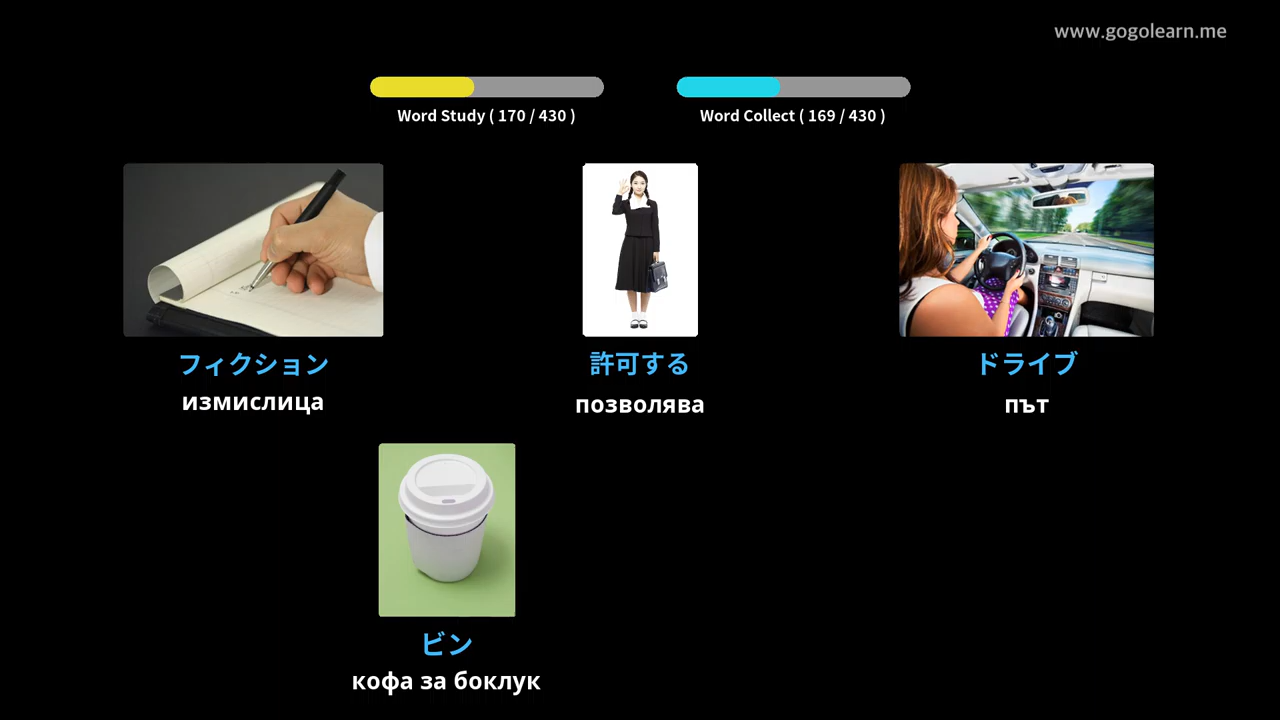 www.gogolearn.me
Word Study ( 170 / 430 )
Word Collect ( 169 / 430 )
フィクション
измислица
許可する
позволява
ドライブ
път
ビン
кофа за боклук